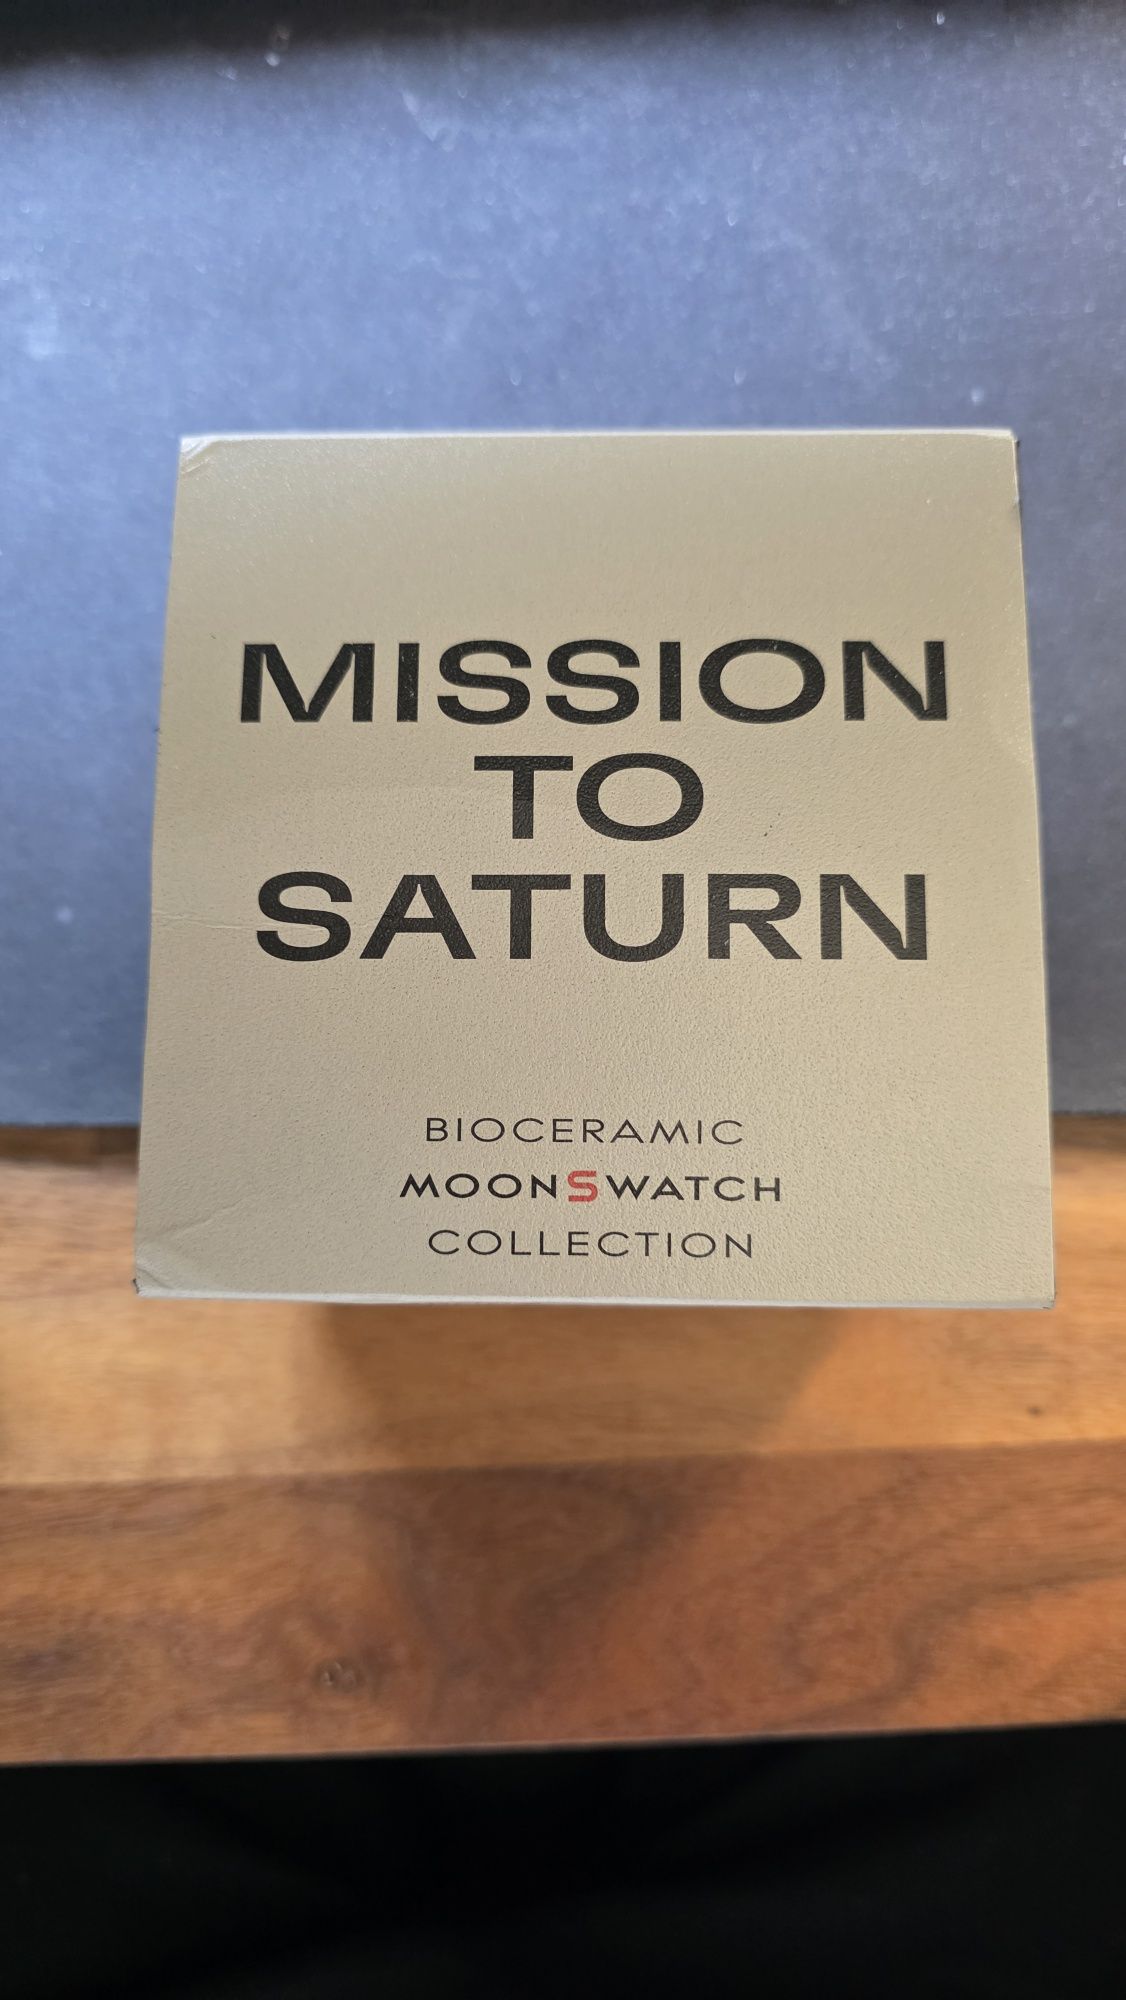 MISSION
TO
SATURN
BIOCERAMIC
MOONSWATCH
COLLECTION